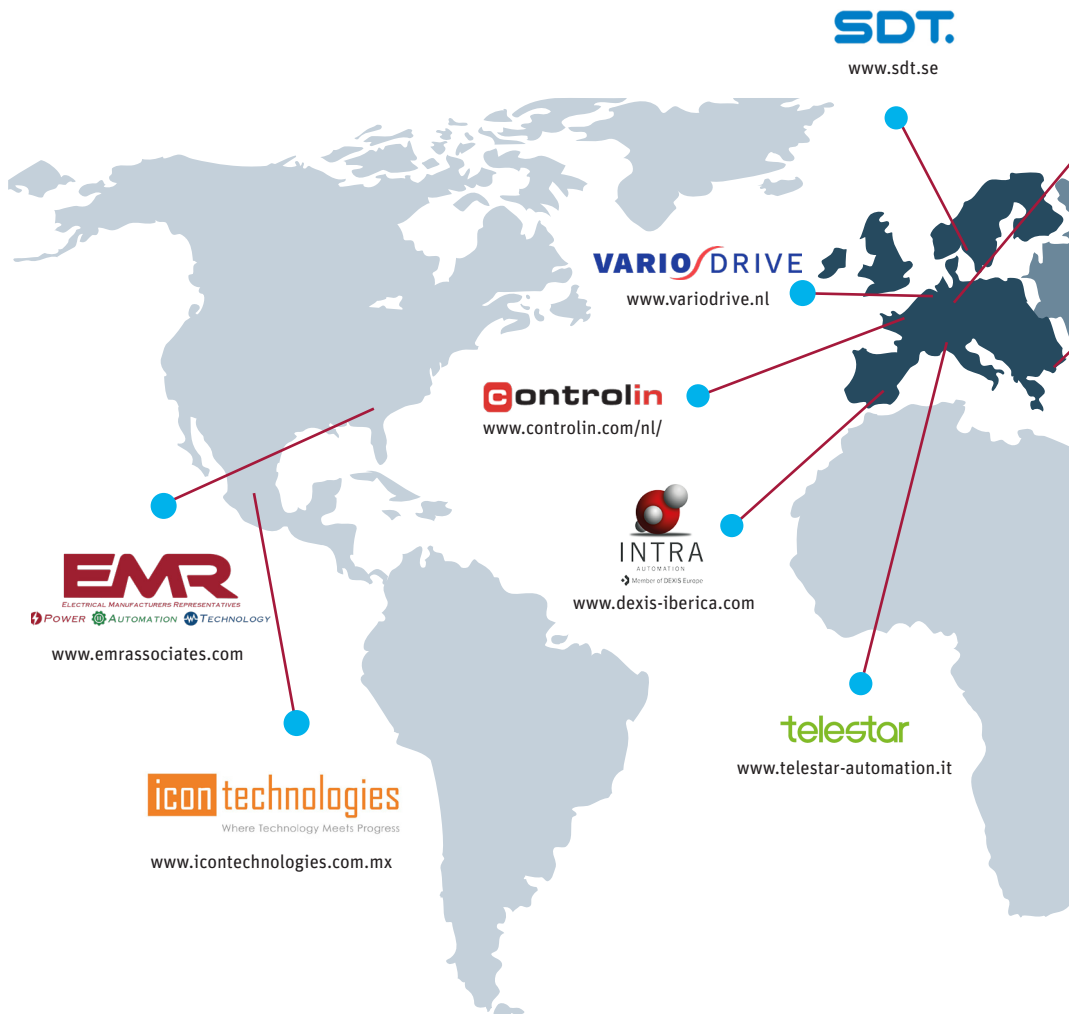 SDT.
www.sdt.se
VARIO DRIVE
www.variodrive.nl
controlin
www.controlin.com/nl/
INTRA
AUTOMATION
Member of DEXIS Europe
www.dexis-iberica.com
EMR
ELECTRICAL MANUFACTURERS REPRESENTATIVES
POWER AUTOMATION TECHNOLOGY
www.emrassociates.com
telestar
www.telestar-automation.it
icon technologies
Where Technology Meets Progress
www.icontechnologies.com.mx